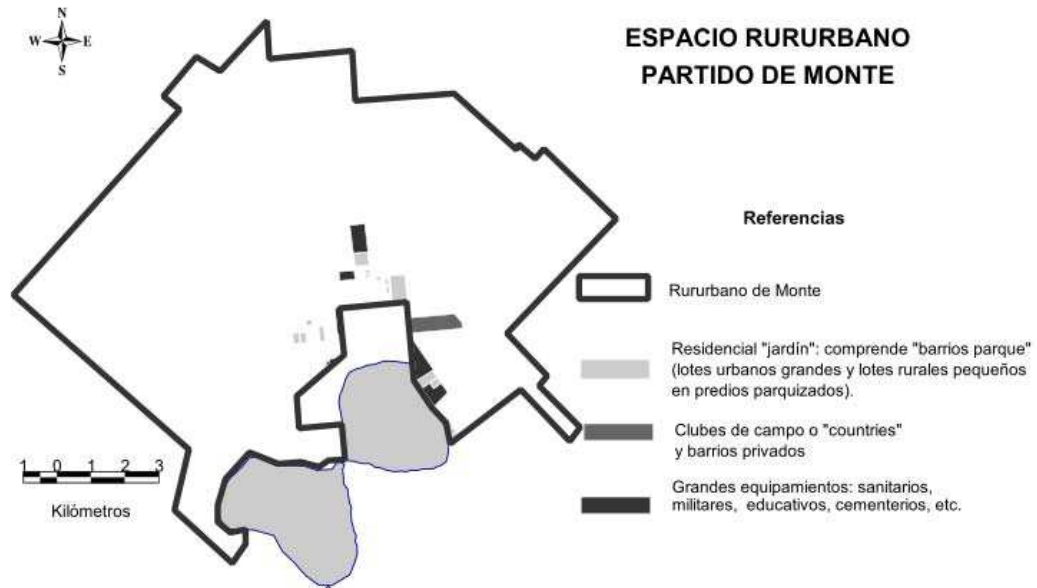 N
W E
S
ESPACIO RURURBANO
PARTIDO DE MONTE
Referencias
Rururbano de Monte
Residencial "jardín": comprende "barrios parque"
(lotes urbanos grandes y lotes rurales pequeños
en predios parquizados).
Clubes de campo o "countries"
y barrios privados
Grandes equipamientos: sanitarios,
militares, educativos, cementerios, etc.
1 0 1 2 3
Kilómetros